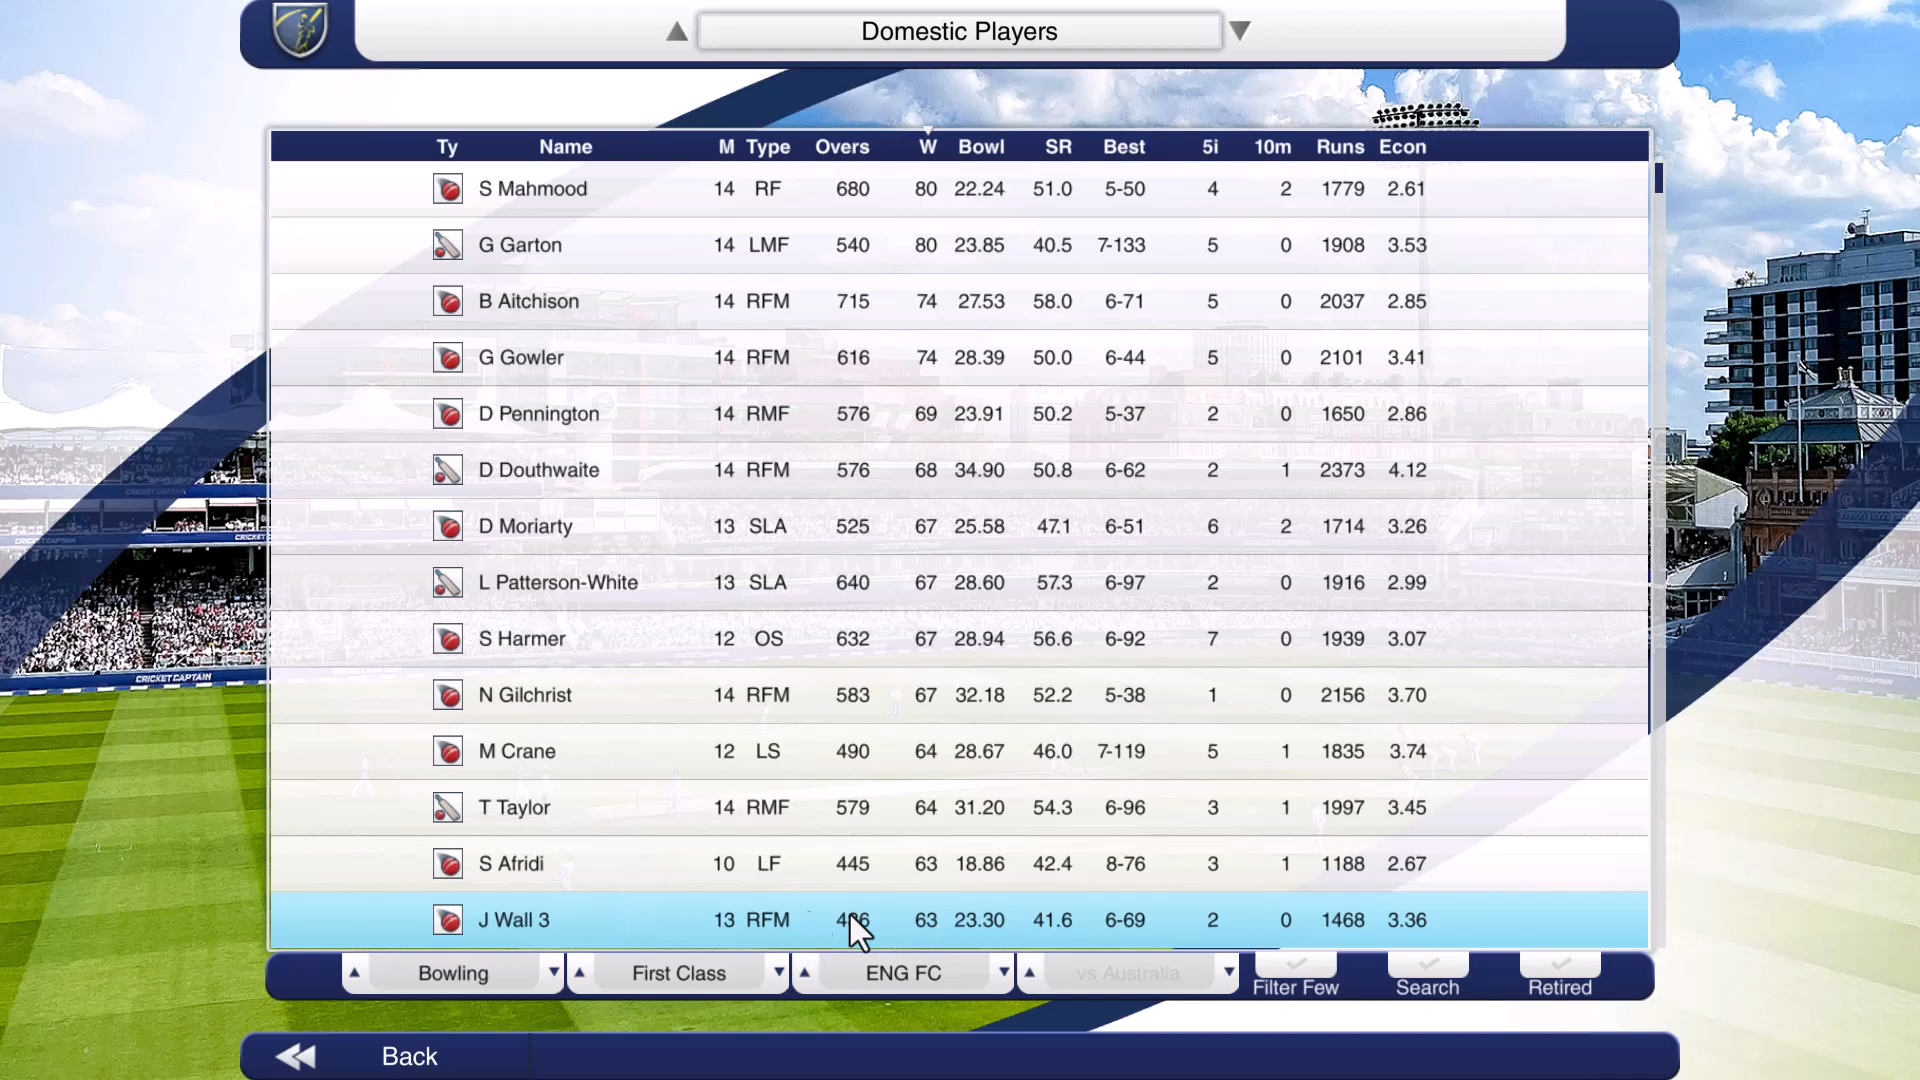 Domestic Players
Ty Name M Type Overs W Bowl SR Best 5i 10m Runs Econ
S Mahmood 14 RF 680 80 22.24 51.0 5-50 4 2 1779 2.61
G Garton 14 LMF 540 80 23.85 40.5 7-133 5 0 1908 3.53
B Aitchison 14 RFM 715 74 27.53 58.0 6-71 5 0 2037 2.85
G Gowler 14 RFM 616 74 28.39 50.0 6-44 5 0 2101 3.41
D Pennington 14 RMF 576 69 23.91 50.2 5-37 2 0 1650 2.86
D Douthwaite 14 RFM 576 68 34.90 50.8 6-62 2 1 2373 4.12
D Moriarty 13 SLA 525 67 25.58 47.1 6-51 6 2 1714 3.26
L Patterson-White 13 SLA 640 67 28.60 57.3 6-97 2 0 1916 2.99
S Harmer 12 OS 632 67 28.94 56.6 6-92 7 0 1939 3.07
N Gilchrist 14 RFM 583 67 32.18 52.2 5-38 1 0 2156 3.70
M Crane 12 LS 490 64 28.67 46.0 7-119 5 1 1835 3.74
T Taylor 14 RMF 579 64 31.20 54.3 6-96 3 1 1997 3.45
S Afridi 10 LF 445 63 18.86 42.4 8-76 3 1 1188 2.67
J Wall 3 13 RFM 63 23.30 41.6 6-69 2 0 1468 3.36
CRICKET CAPTAIN
Bowling First Class ENG FC vs Australia Filter Few Search Retired
Back